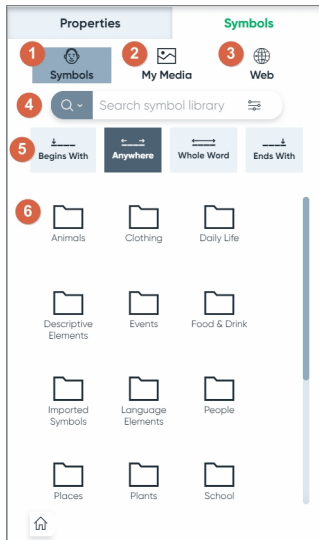 Properties Symbols
1 2 3
Symbols My Media Web
4 Search symbol library
5 Begins With Anywhere Whole Word Ends With
6
Animals Clothing Daily Life
Descriptive Elements Events Food & Drink
Imported Symbols Language Elements People
Places Plants School